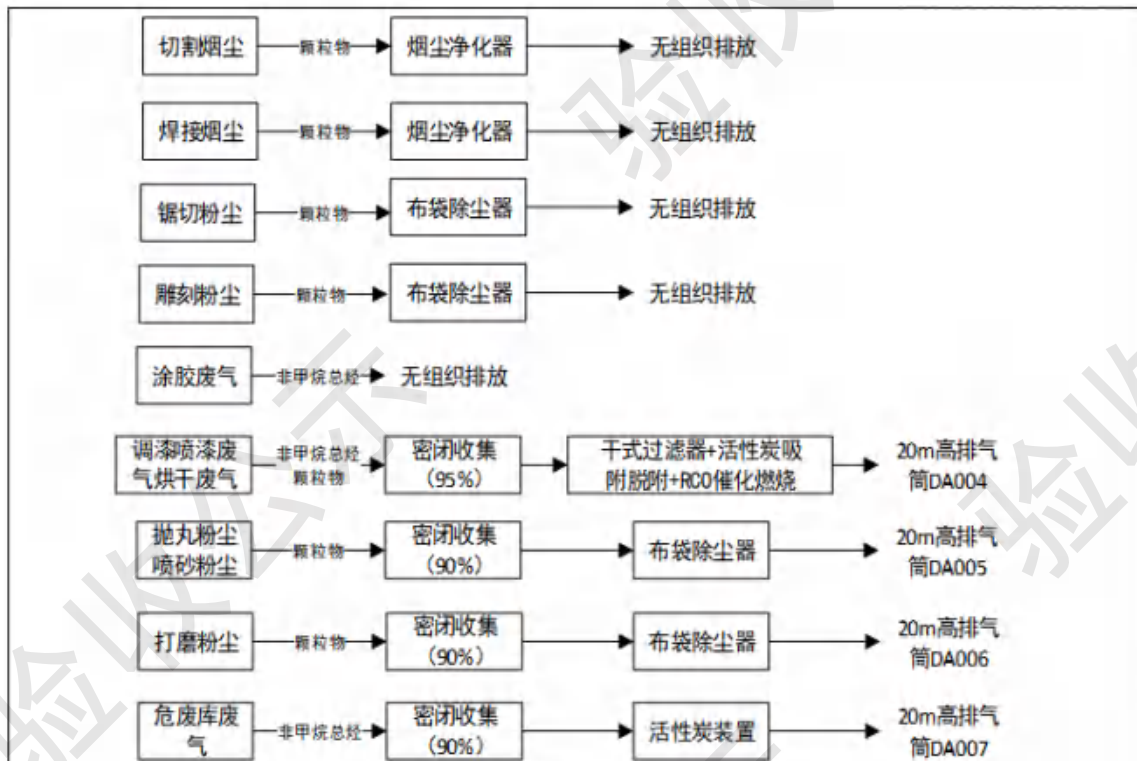 切割烟尘 颗粒物 烟尘净化器 无组织排放
焊接烟尘 颗粒物 烟尘净化器 无组织排放
锯切粉尘 颗粒物 布袋除尘器 无组织排放
雕刻粉尘 颗粒物 布袋除尘器 无组织排放
涂胶废气 非甲烷总烃 无组织排放
调漆喷漆废
气烘干废气
非甲烷总烃
颗粒物
密闭收集
(95%)
干式过滤器+活性炭吸
附脱附+RCO催化燃烧
20m高排气
筒DA004
抛丸粉尘
喷砂粉尘
颗粒物
密闭收集
(90%)
布袋除尘器
20m高排气
筒DA005
打磨粉尘
颗粒物
密闭收集
(90%)
布袋除尘器
20m高排气
筒DA006
危废库废
气
非甲烷总烃
密闭收集
(90%)
活性炭装置
20m高排气
筒DA007
验收公示
验收
验收